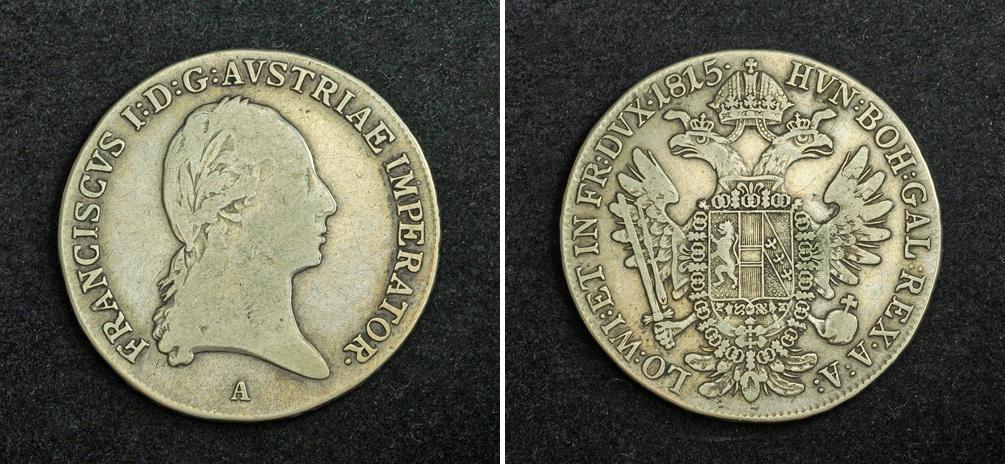 FRANCISCVS I:D:G:AVSTRIAE IMPERATOR·
A
HVN:BOH:GAL:REX·A:A:
LO:WI:ET IN FR:DVX·1815·